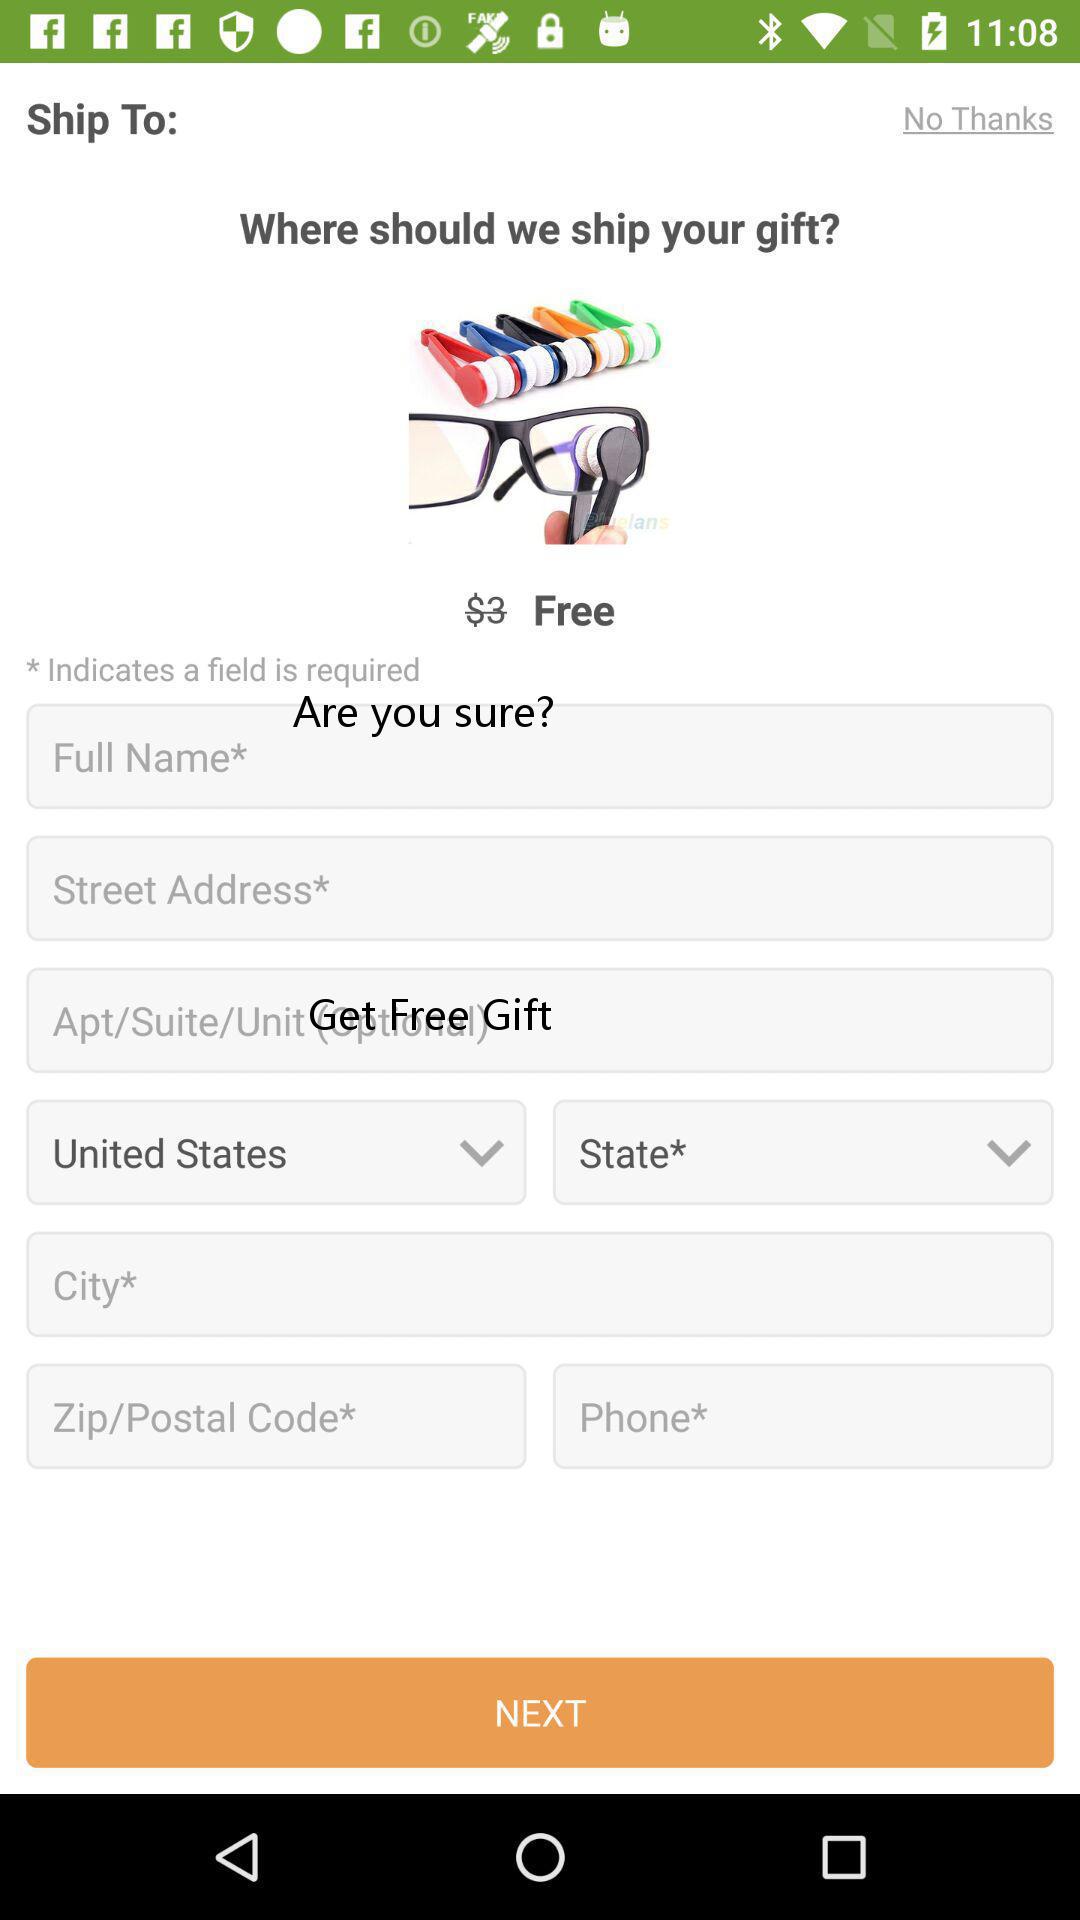 FAKE
11:08
Ship To:
No Thanks
Where should we ship your gift?
Bluelans
$3 Free
* Indicates a field is required
Are you sure?
Full Name*
Street Address*
Apt/Suite/Unit (Optional)
Get Free Gift
United States
State*
City*
Zip/Postal Code*
Phone*
NEXT